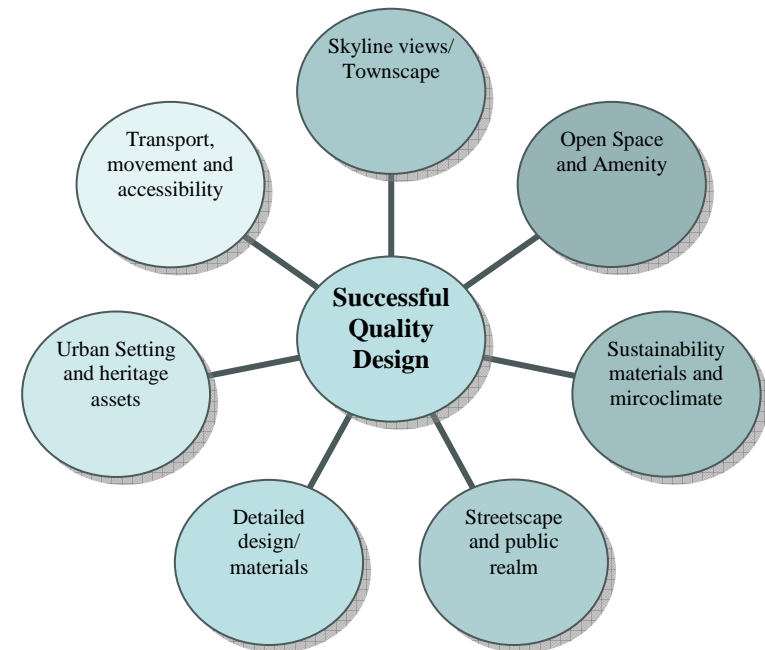 Skyline views/
Townscape
Transport,
movement and
accessibility
Open Space
and Amenity
Successful
Quality
Design
Urban Setting
and heritage
assets
Sustainability
materials and
mircoclimate
Detailed
design/
materials
Streetscape
and public
realm